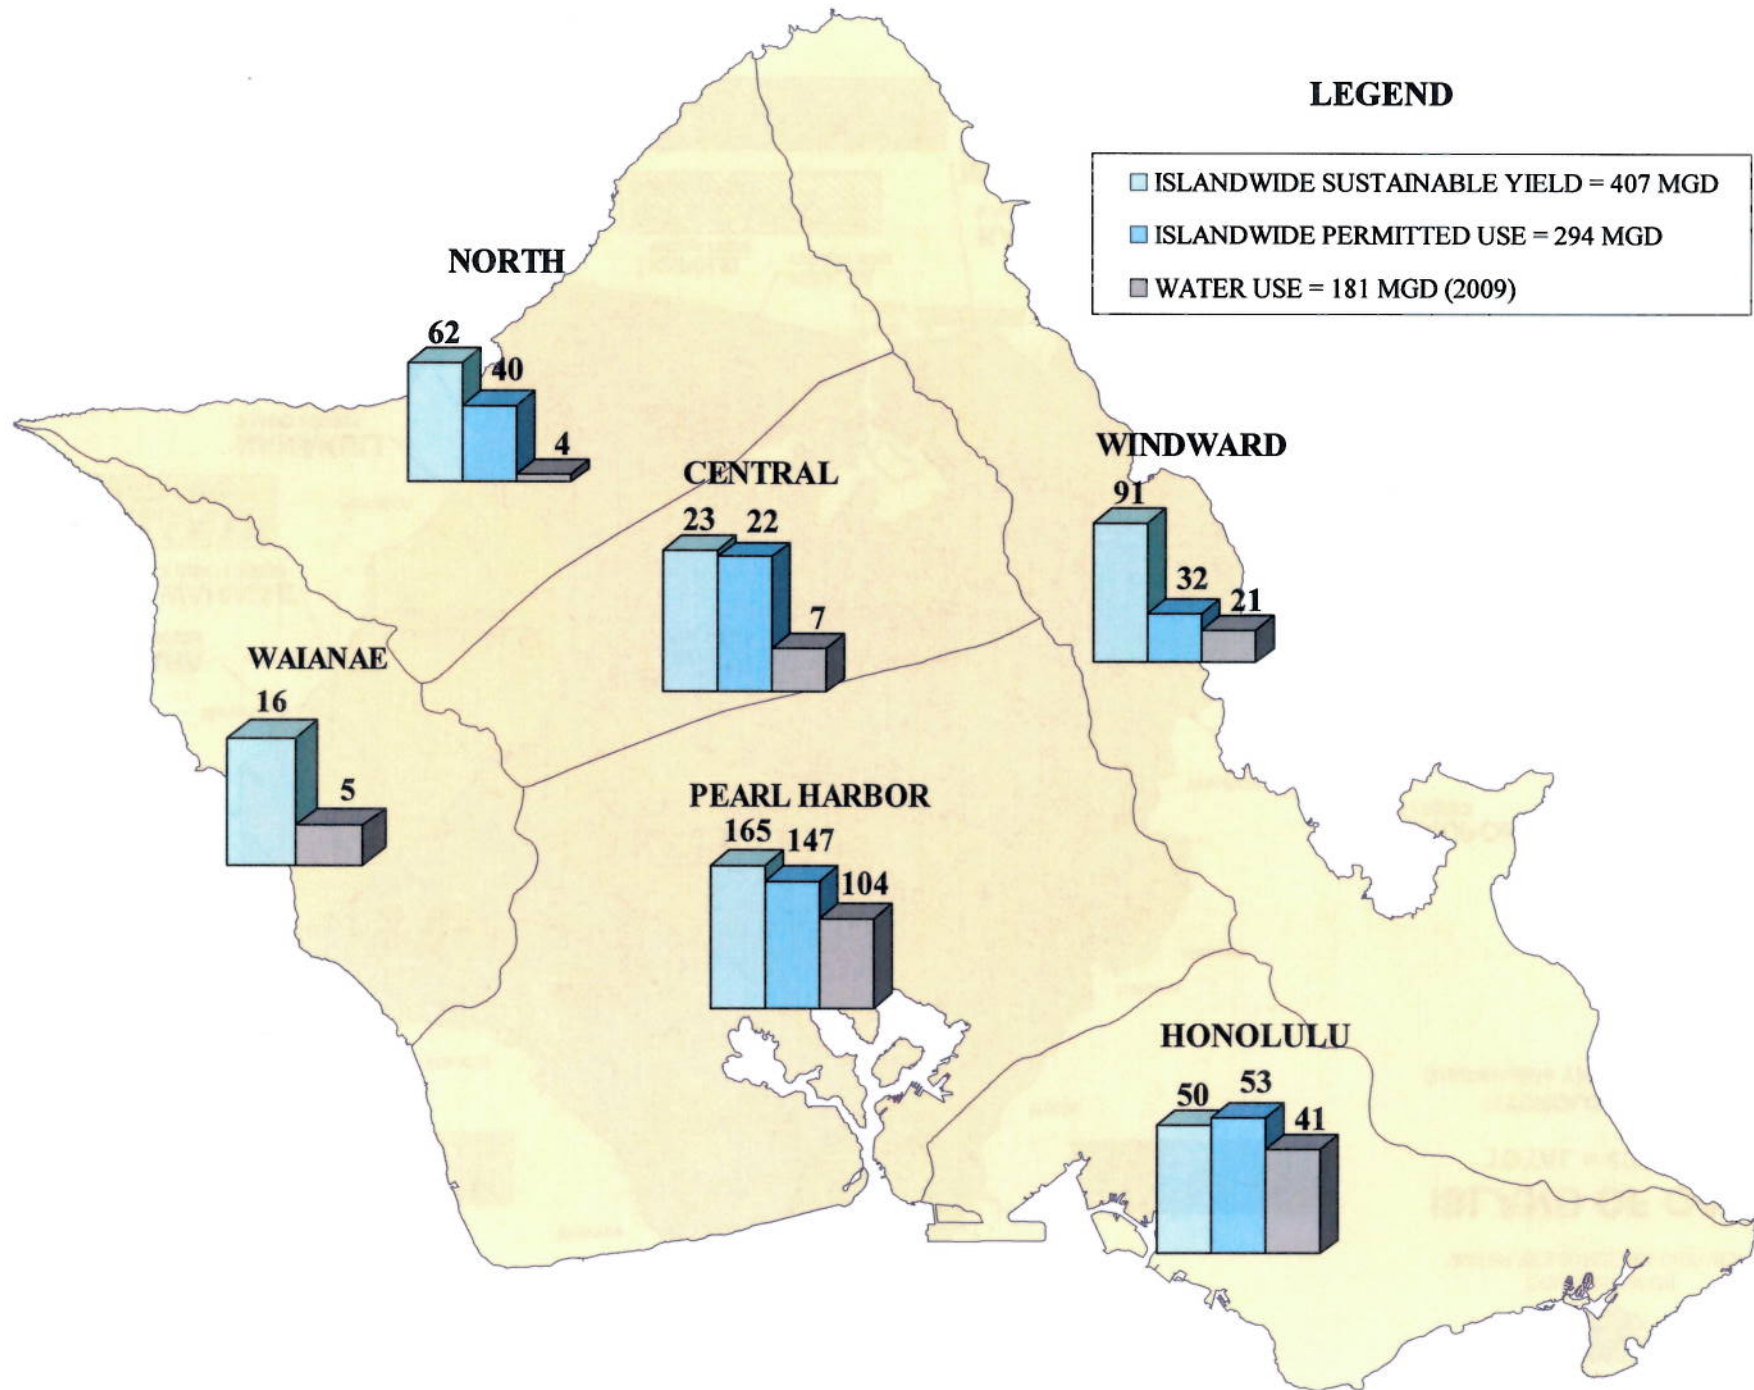 LEGEND
ISLANDWIDE SUSTAINABLE YIELD = 407 MGD
ISLANDWIDE PERMITTED USE = 294 MGD
WATER USE = 181 MGD (2009)
NORTH
62
40
4
CENTRAL
23
22
7
WINDWARD
91
32
21
WAIANAE
16
5
PEARL HARBOR
165
147
104
HONOLULU
50
53
41